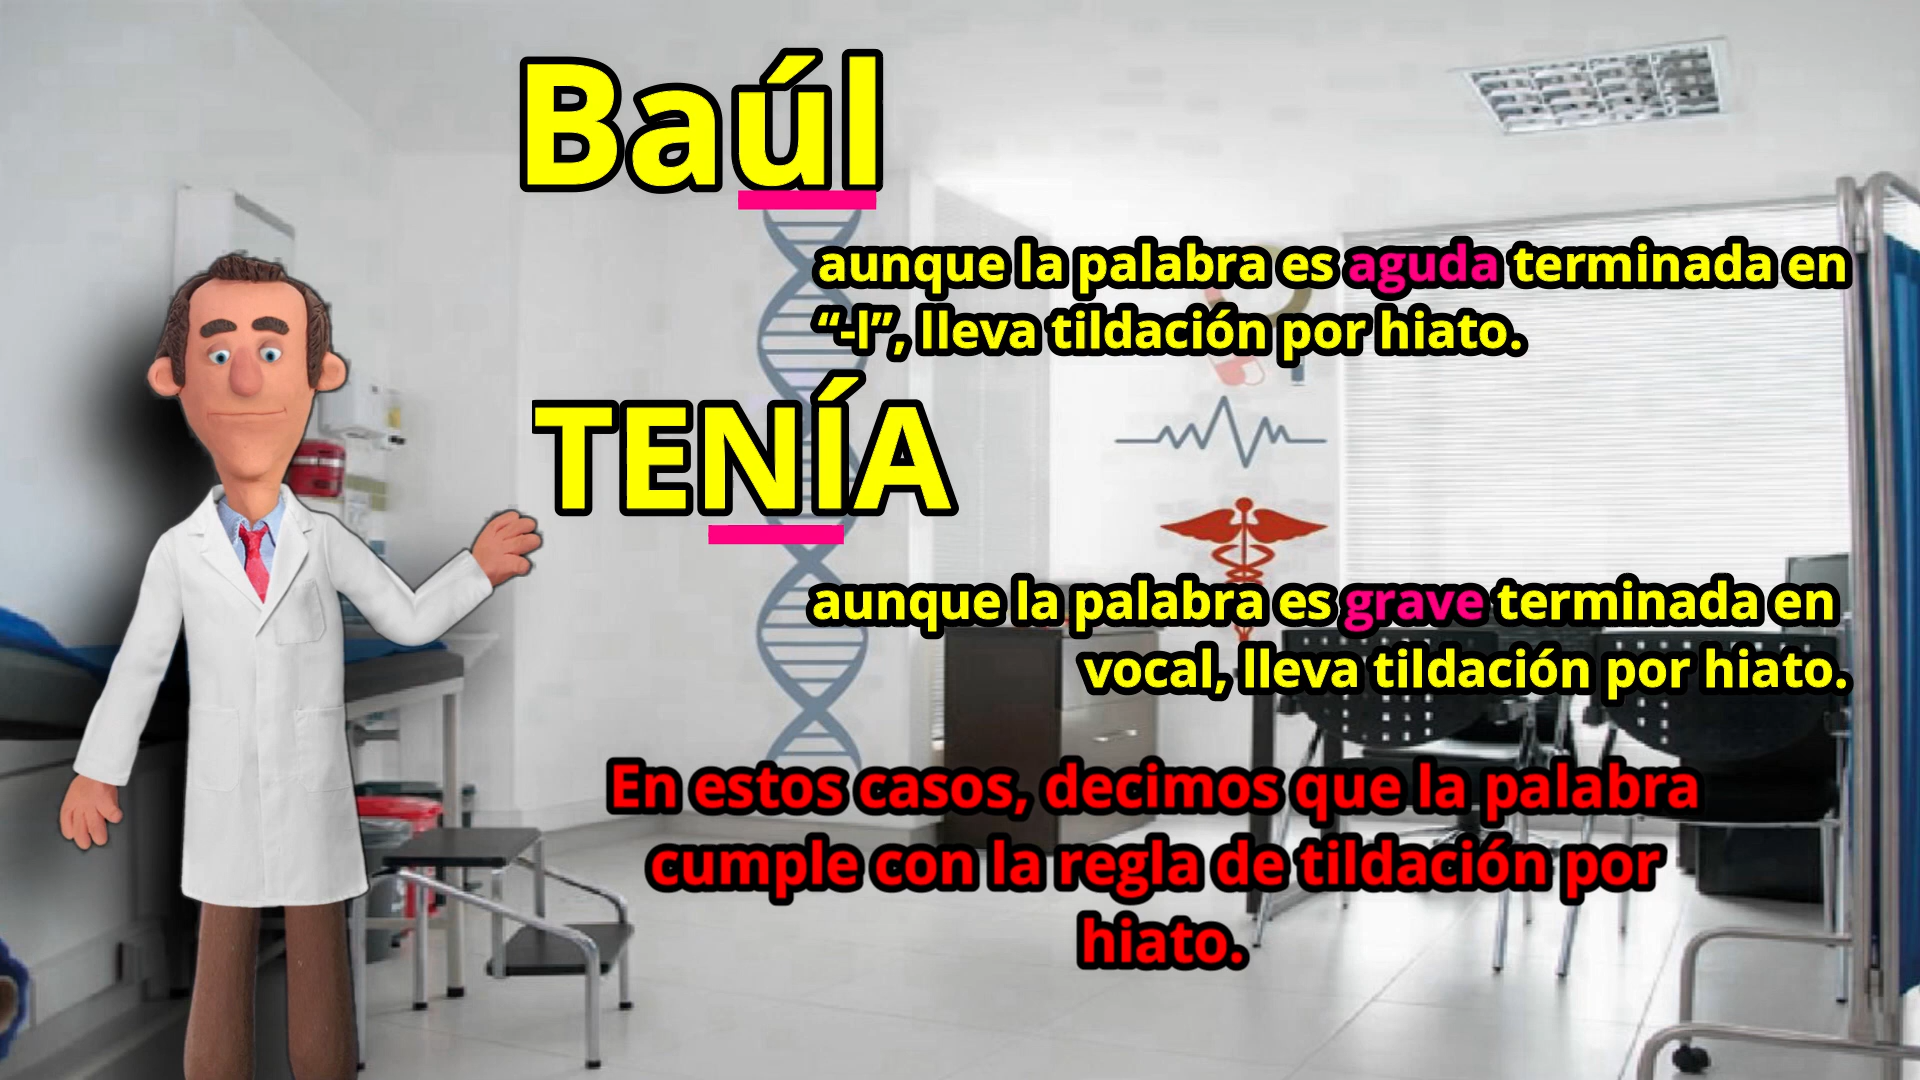 Baúl
aunque la palabra es aguda terminada en
“-l”, lleva tildación por hiato.
TENÍA
aunque la palabra es grave terminada en
vocal, lleva tildación por hiato.
En estos casos, decimos que la palabra
cumple con la regla de tildación por
hiato.